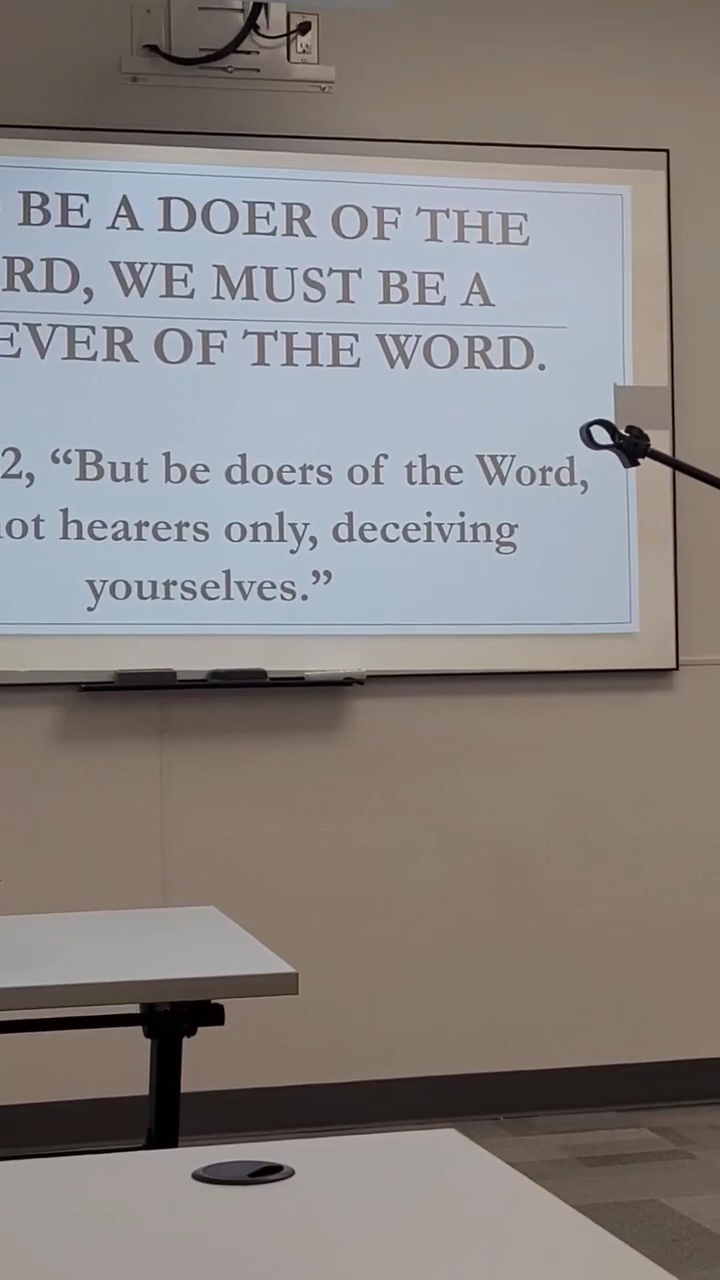 BE A DOER OF THE
RD, WE MUST BE A
EVER OF THE WORD.
2, “But be doers of the Word,
ot hearers only, deceiving
yourselves.”